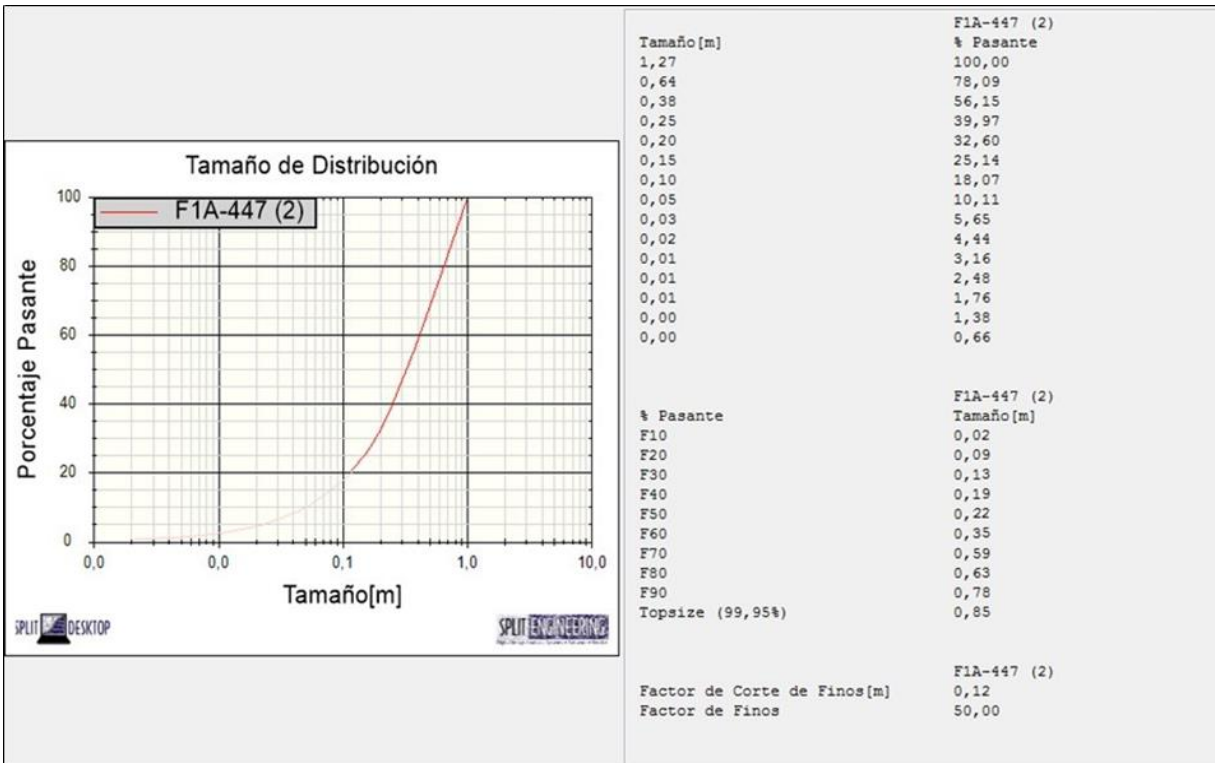 Tamaño de Distribución
F1A-447 (2)
Porcentaje Pasante
100
80
60
40
20
0
0,0 0,0 0,1 1,0 10,0
Tamaño[m]
SPLIT DESKTOP
SPLIT ENGINEERING
F1A-447 (2)
Tamaño[m] % Pasante
1,27 100,00
0,64 78,09
0,38 56,15
0,25 39,97
0,20 32,60
0,15 25,14
0,10 18,07
0,05 10,11
0,03 5,65
0,02 4,44
0,01 3,16
0,01 2,48
0,01 1,76
0,00 1,38
0,00 0,66
F1A-447 (2)
% Pasante Tamaño[m]
F10 0,02
F20 0,09
F30 0,13
F40 0,19
F50 0,22
F60 0,35
F70 0,59
F80 0,63
F90 0,78
Topsize (99,95%) 0,85
F1A-447 (2)
Factor de Corte de Finos[m] 0,12
Factor de Finos 50,00